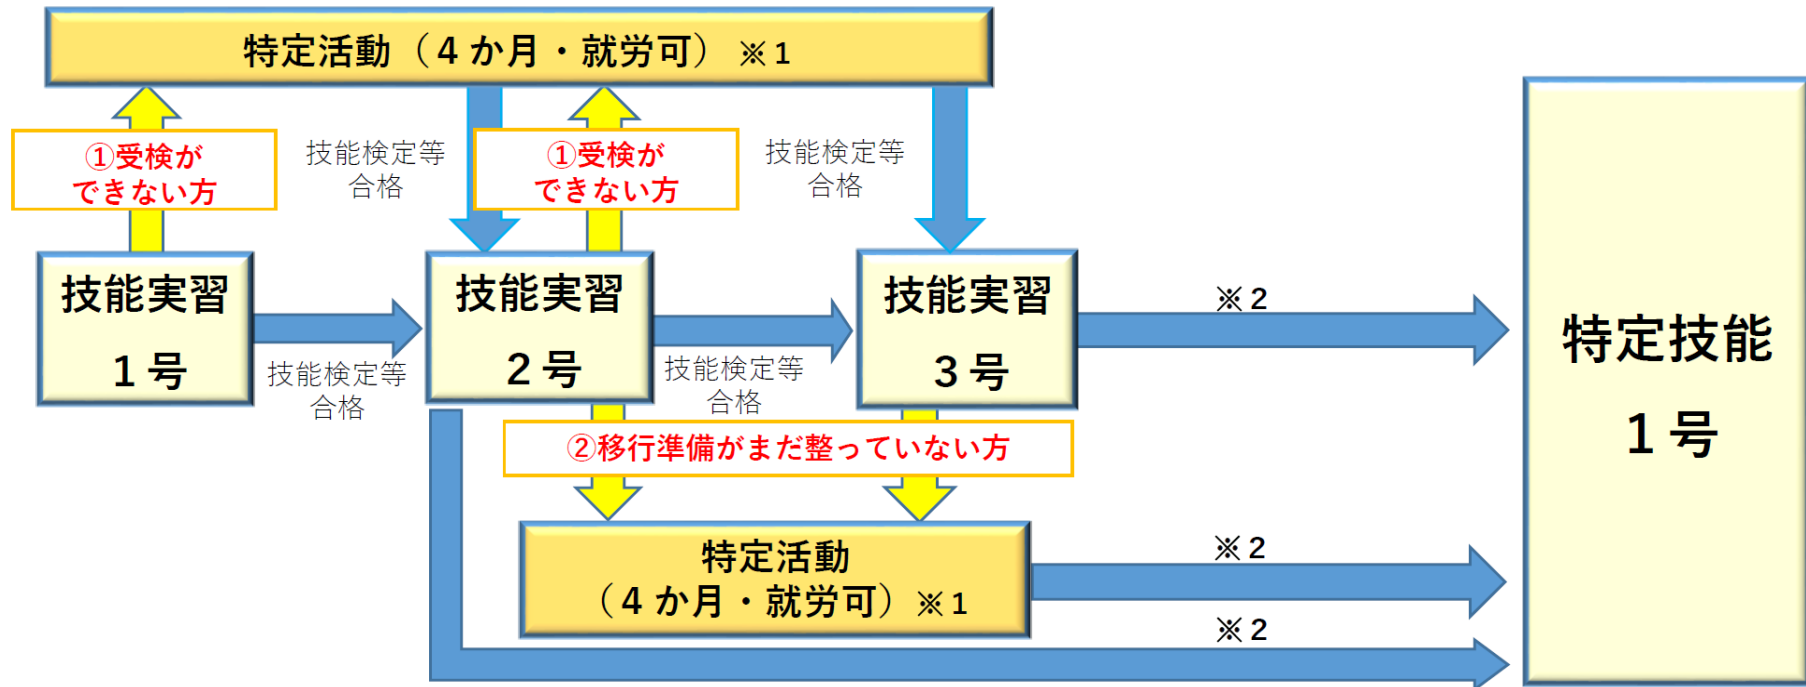 特定活動（４か月・就労可）※１
①受検が
できない方
技能検定等
合格
①受検が
できない方
技能検定等
合格
技能実習
１号
技能検定等
合格
技能実習
２号
技能検定等
合格
技能実習
３号
※２
特定技能
１号
②移行準備がまだ整っていない方
特定活動
（４か月・就労可）※１
※２
※２